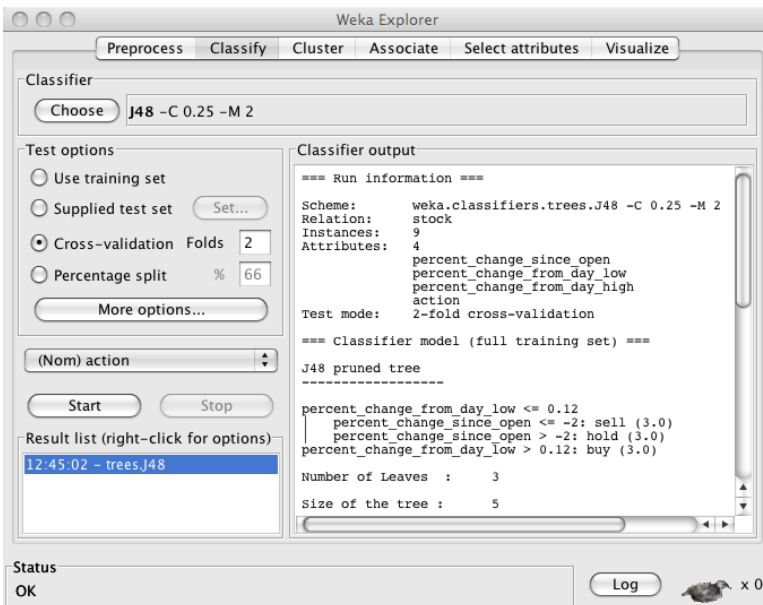 Weka Explorer
Preprocess Classify Cluster Associate Select attributes Visualize
Classifier
Choose J48 -C 0.25 -M 2
Test options
Use training set
Supplied test set Set...
Cross-validation Folds 2
Percentage split % 66
More options...
(Nom) action
Start Stop
Result list (right-click for options)
12:45:02 - trees.J48
Classifier output
=== Run information ===
Scheme: weka.classifiers.trees.J48 -C 0.25 -M 2
Relation: stock
Instances: 9
Attributes: 4
percent_change_since_open
percent_change_from_day_low
percent_change_from_day_high
action
Test mode: 2-fold cross-validation
=== Classifier model (full training set) ===
J48 pruned tree
------------------
percent_change_from_day_low <= 0.12
| percent_change_since_open <= -2: sell (3.0)
| percent_change_since_open > -2: hold (3.0)
percent_change_from_day_low > 0.12: buy (3.0)
Number of Leaves : 3
Size of the tree : 5
Status
OK
Log x 0